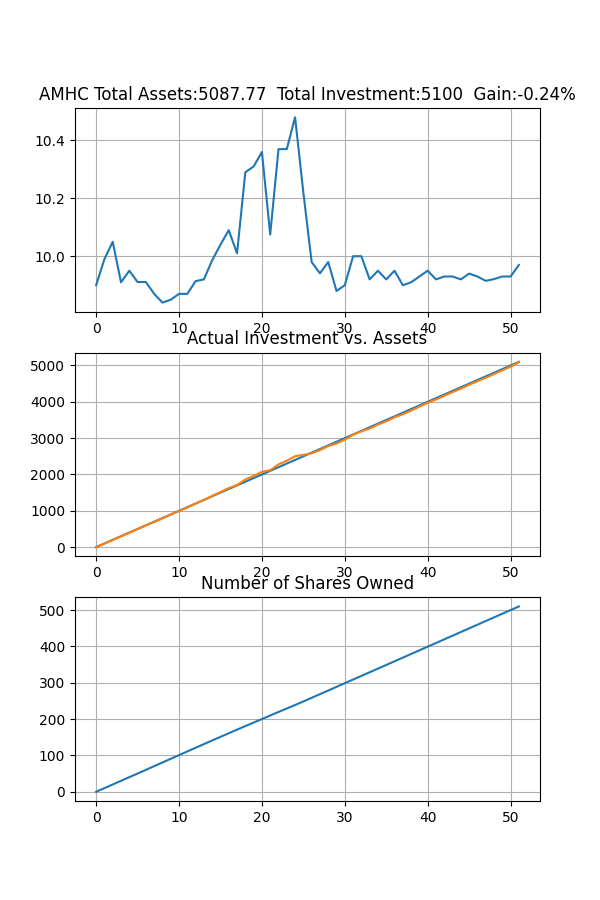 AMHC Total Assets:5087.77  Total Investment:5100  Gain:-0.24%
10.4
10.2
10.0
0 10 20 30 40 50
Actual Investment vs. Assets
5000
4000
3000
2000
1000
0
0 10 20 30 40 50
Number of Shares Owned
500
400
300
200
100
0
0 10 20 30 40 50